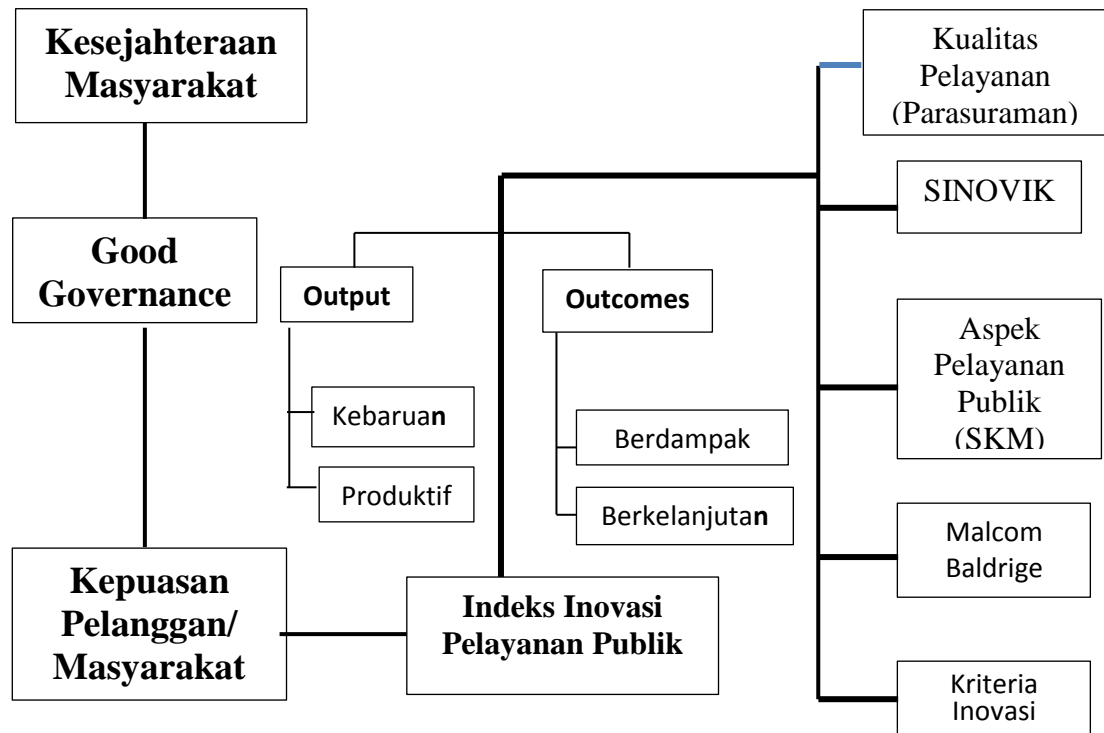 Kesejahteraan
Masyarakat
Good
Governance
Kepuasan
Pelanggan/
Masyarakat
Output
Kebaruan
Produktif
Outcomes
Berdampak
Berkelanjutan
Indeks Inovasi
Pelayanan Publik
Kualitas
Pelayanan
(Parasuraman)
SINOVIK
Aspek
Pelayanan
Publik
(SKM)
Malcom
Baldrige
Kriteria
Inovasi